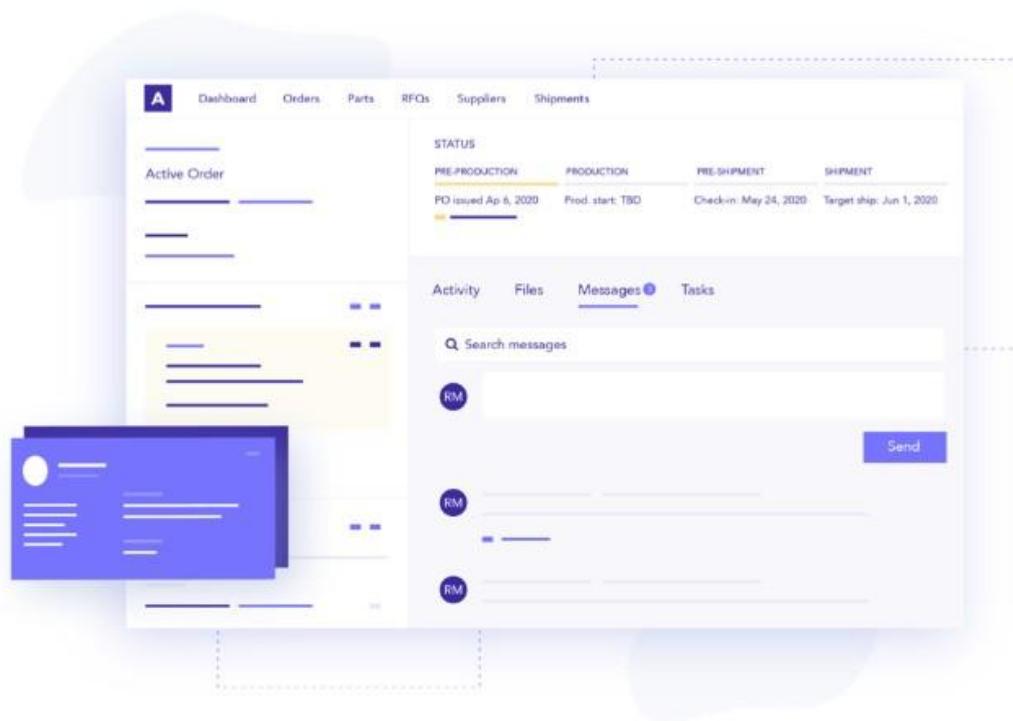 A Dashboard Orders Parts RFQs Suppliers Shipments
Active Order
STATUS
PRE-PRODUCTION PRODUCTION PRE-SHIPMENT SHIPMENT
PO issued Ap 6, 2020 Prod. start: TBD Check-in: May 24, 2020 Target ship: Jun 1, 2020
Activity Files Messages Tasks
Search messages
RM
Send
RM
RM